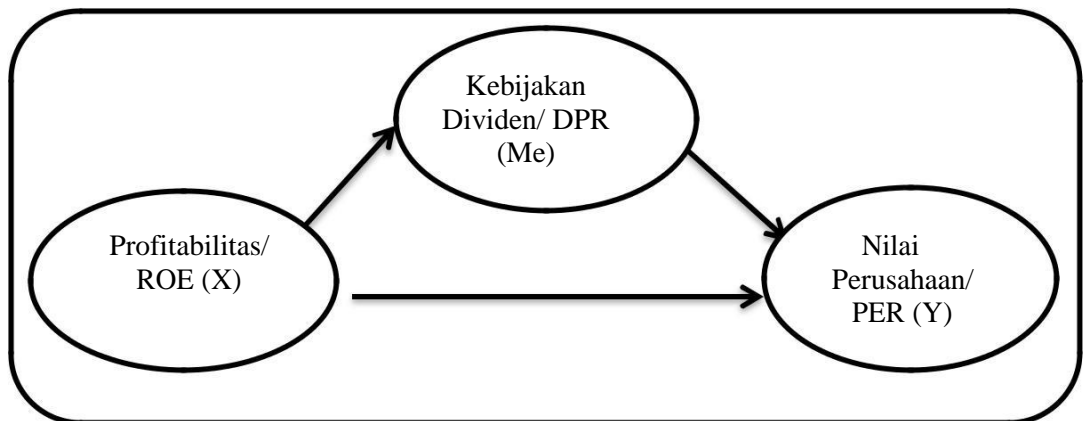 Kebijakan
Dividen/ DPR
(Me)
Profitabilitas/
ROE (X)
Nilai
Perusahaan/
PER (Y)